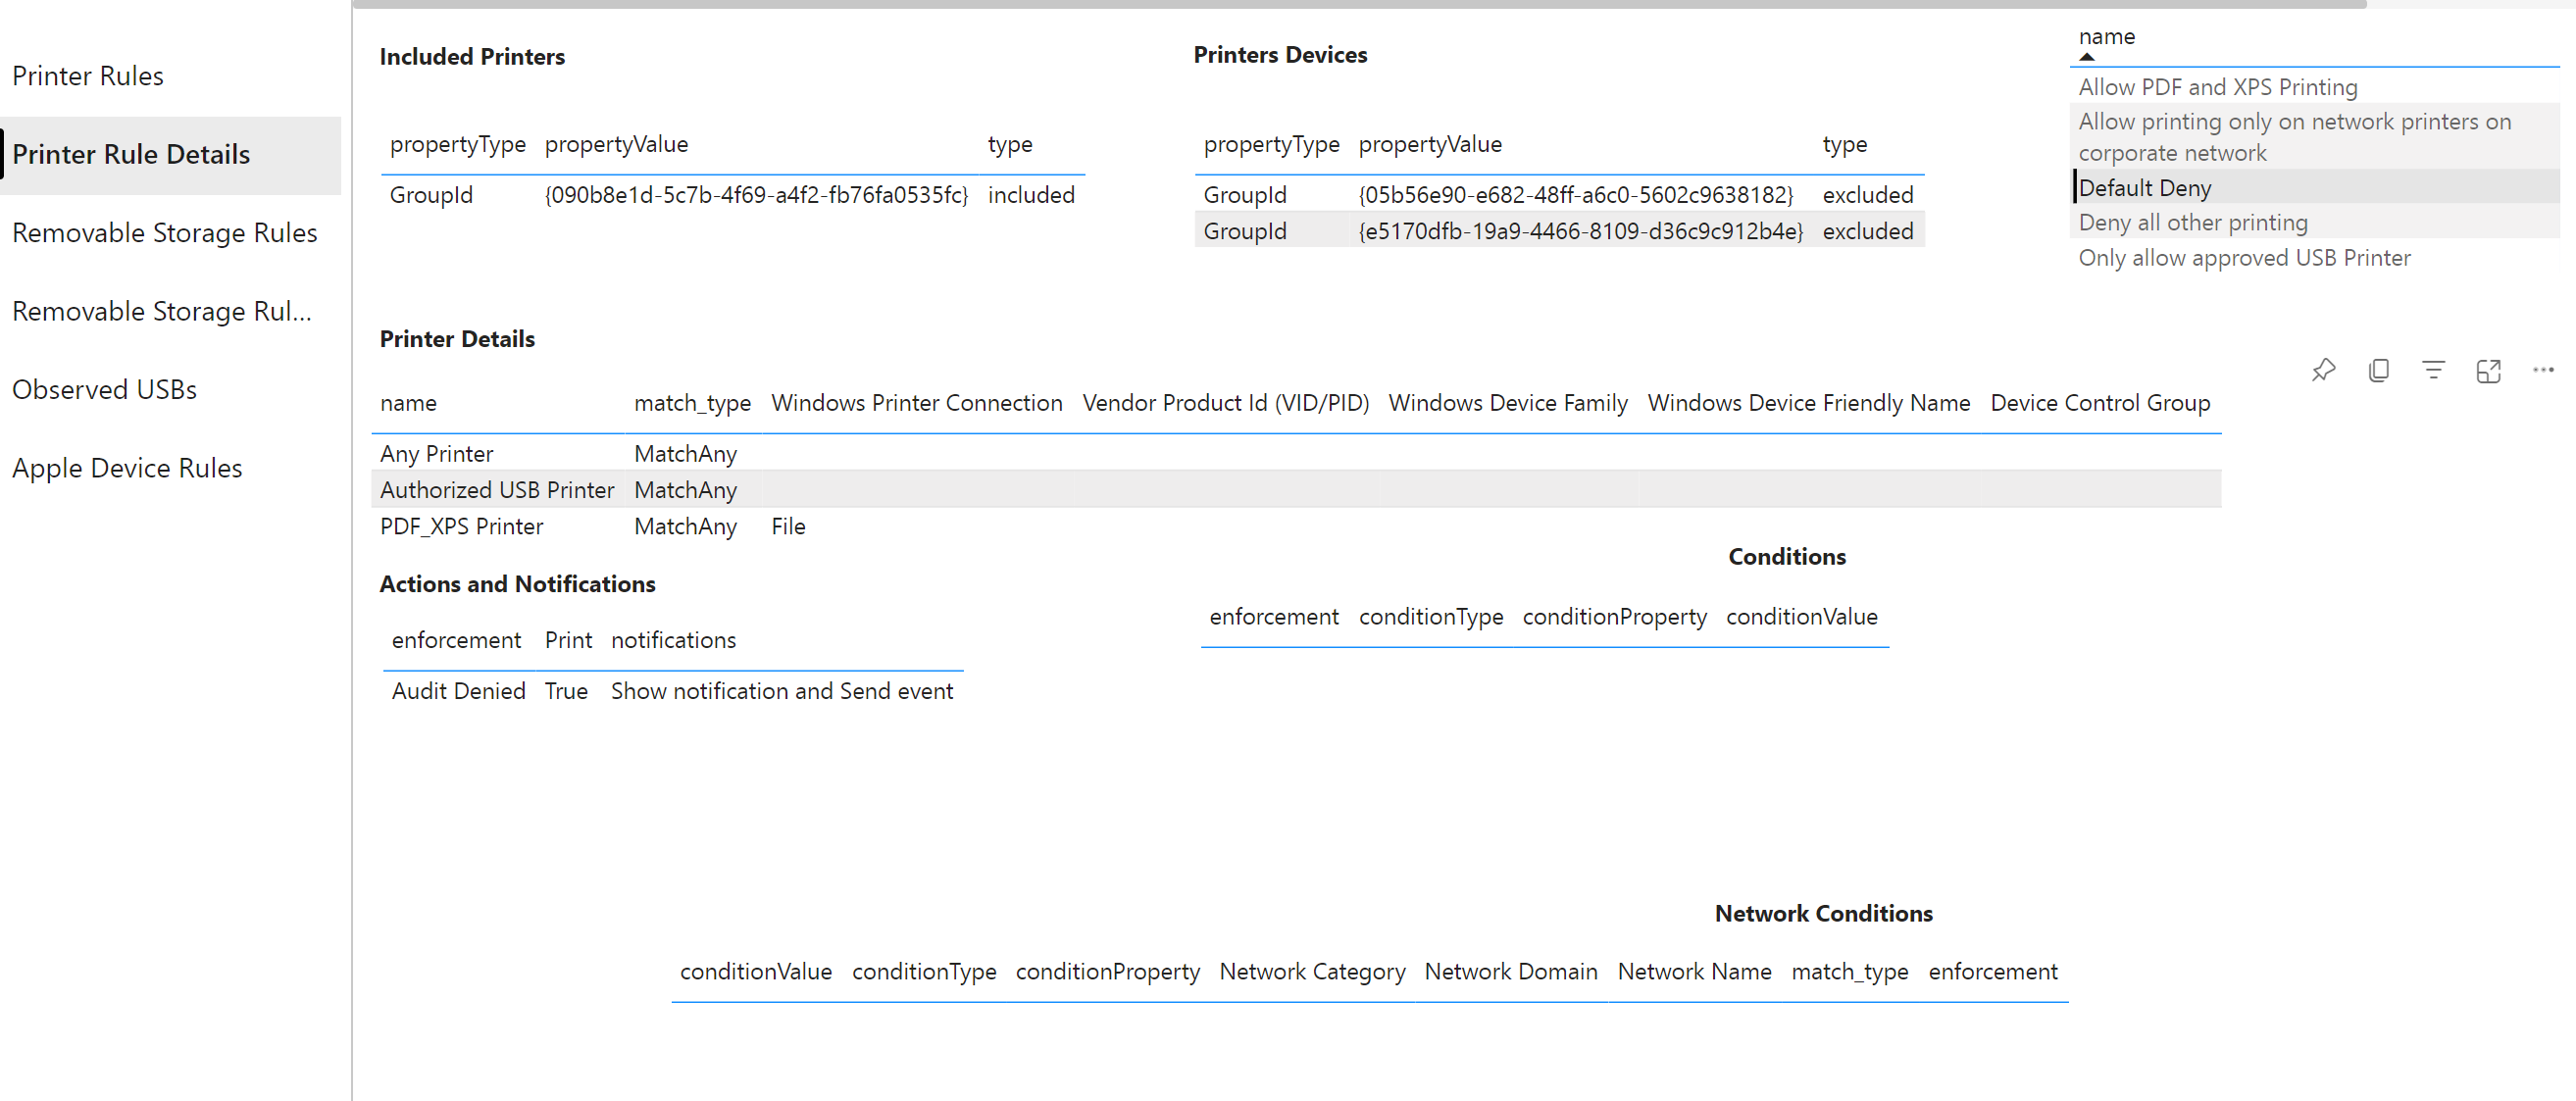 Printer Rules
Printer Rule Details
Removable Storage Rules
Removable Storage Rul...
Observed USBs
Apple Device Rules
Included Printers
propertyType propertyValue type
GroupId {090b8e1d-5c7b-4f69-a4f2-fb76fa0535fc} included
Printers Devices
propertyType propertyValue type
GroupId {05b56e90-e682-48ff-a6c0-5602c9638182} excluded
GroupId {e5170dfb-19a9-4466-8109-d36c9c912b4e} excluded
name
Allow PDF and XPS Printing
Allow printing only on network printers on
corporate network
Default Deny
Deny all other printing
Only allow approved USB Printer
Printer Details
name match_type Windows Printer Connection Vendor Product Id (VID/PID) Windows Device Family Windows Device Friendly Name Device Control Group
Any Printer MatchAny
Authorized USB Printer MatchAny
PDF_XPS Printer MatchAny File
Actions and Notifications
enforcement Print notifications
Audit Denied True Show notification and Send event
Conditions
enforcement conditionType conditionProperty conditionValue
Network Conditions
conditionValue conditionType conditionProperty Network Category Network Domain Network Name match_type enforcement